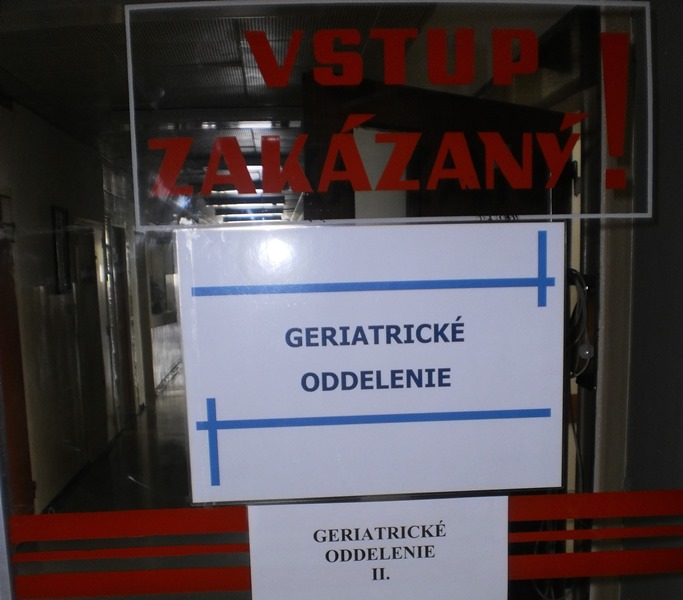 VSTUP
ZAKÁZANÝ!
GERIATRICKÉ
ODDELENIE
GERIATRICKÉ
ODDELENIE
II.